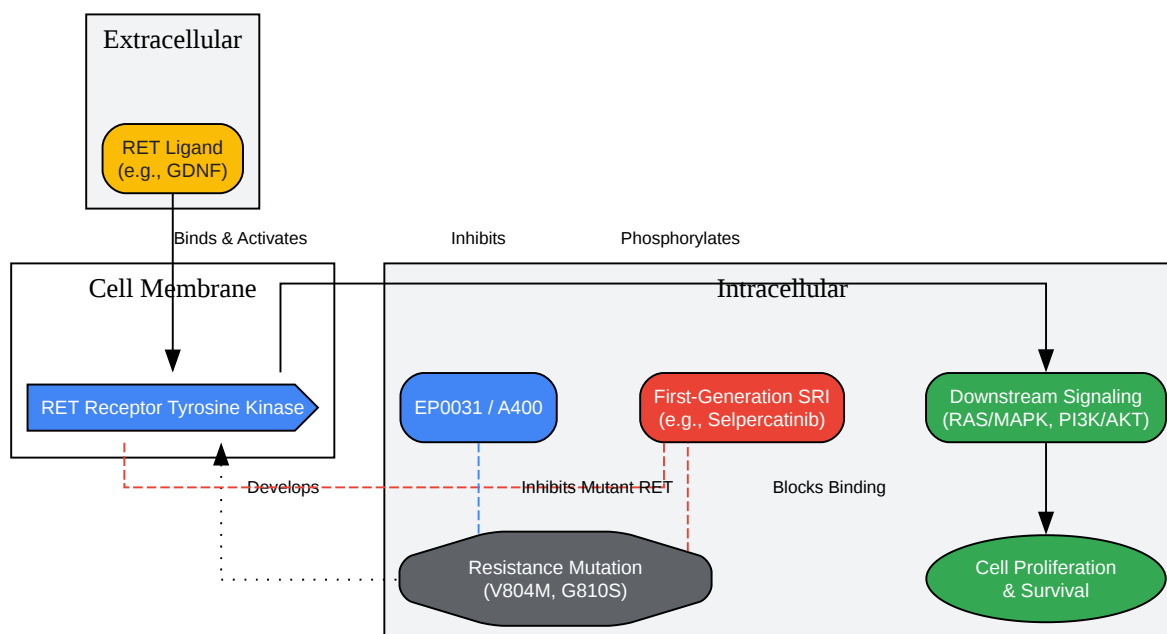 Extracellular
RET Ligand
(e.g., GDNF)
Binds & Activates
Inhibits
Phosphorylates
Cell Membrane
Intracellular
RET Receptor Tyrosine Kinase
EP0031 / A400
First-Generation SRI
(e.g., Selpercatinib)
Downstream Signaling
(RAS/MAPK, PI3K/AKT)
Develops
Inhibits Mutant RET
Blocks Binding
Resistance Mutation
(V804M, G810S)
Cell Proliferation
& Survival